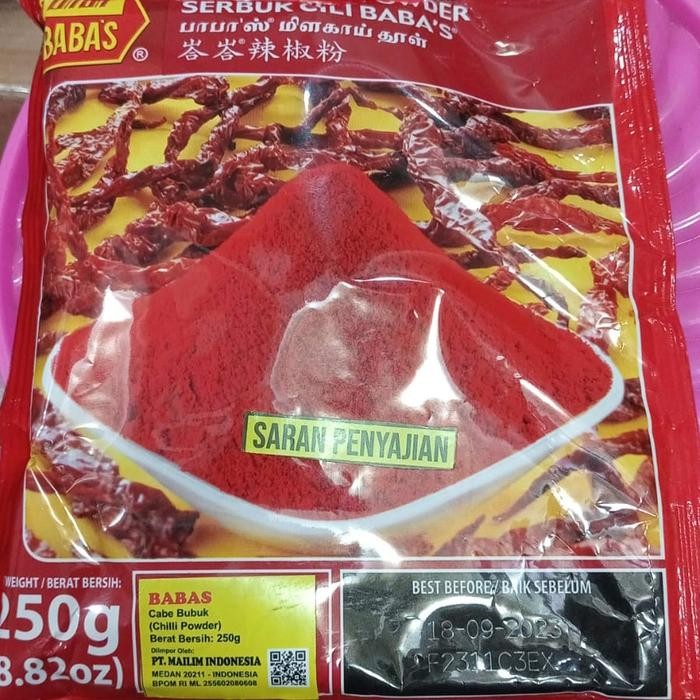 BABA'S
®
POWDER
SERBUK CILI BABA'S®
பாபா'ஸ்® மிளகாய் தூள்
峇峇®辣椒粉
SARAN PENYAJIAN
WEIGHT / BERAT BERSIH:
250g
8.82oz)
BABAS
Cabe Bubuk
(Chilli Powder)
Berat Bersih: 250g
Diimpor Oleh:
PT. MAILIM INDONESIA
MEDAN 20211 - INDONESIA
BPOM RI ML 255602080608
BEST BEFORE / BAIK SEBELUM
18-09-2023